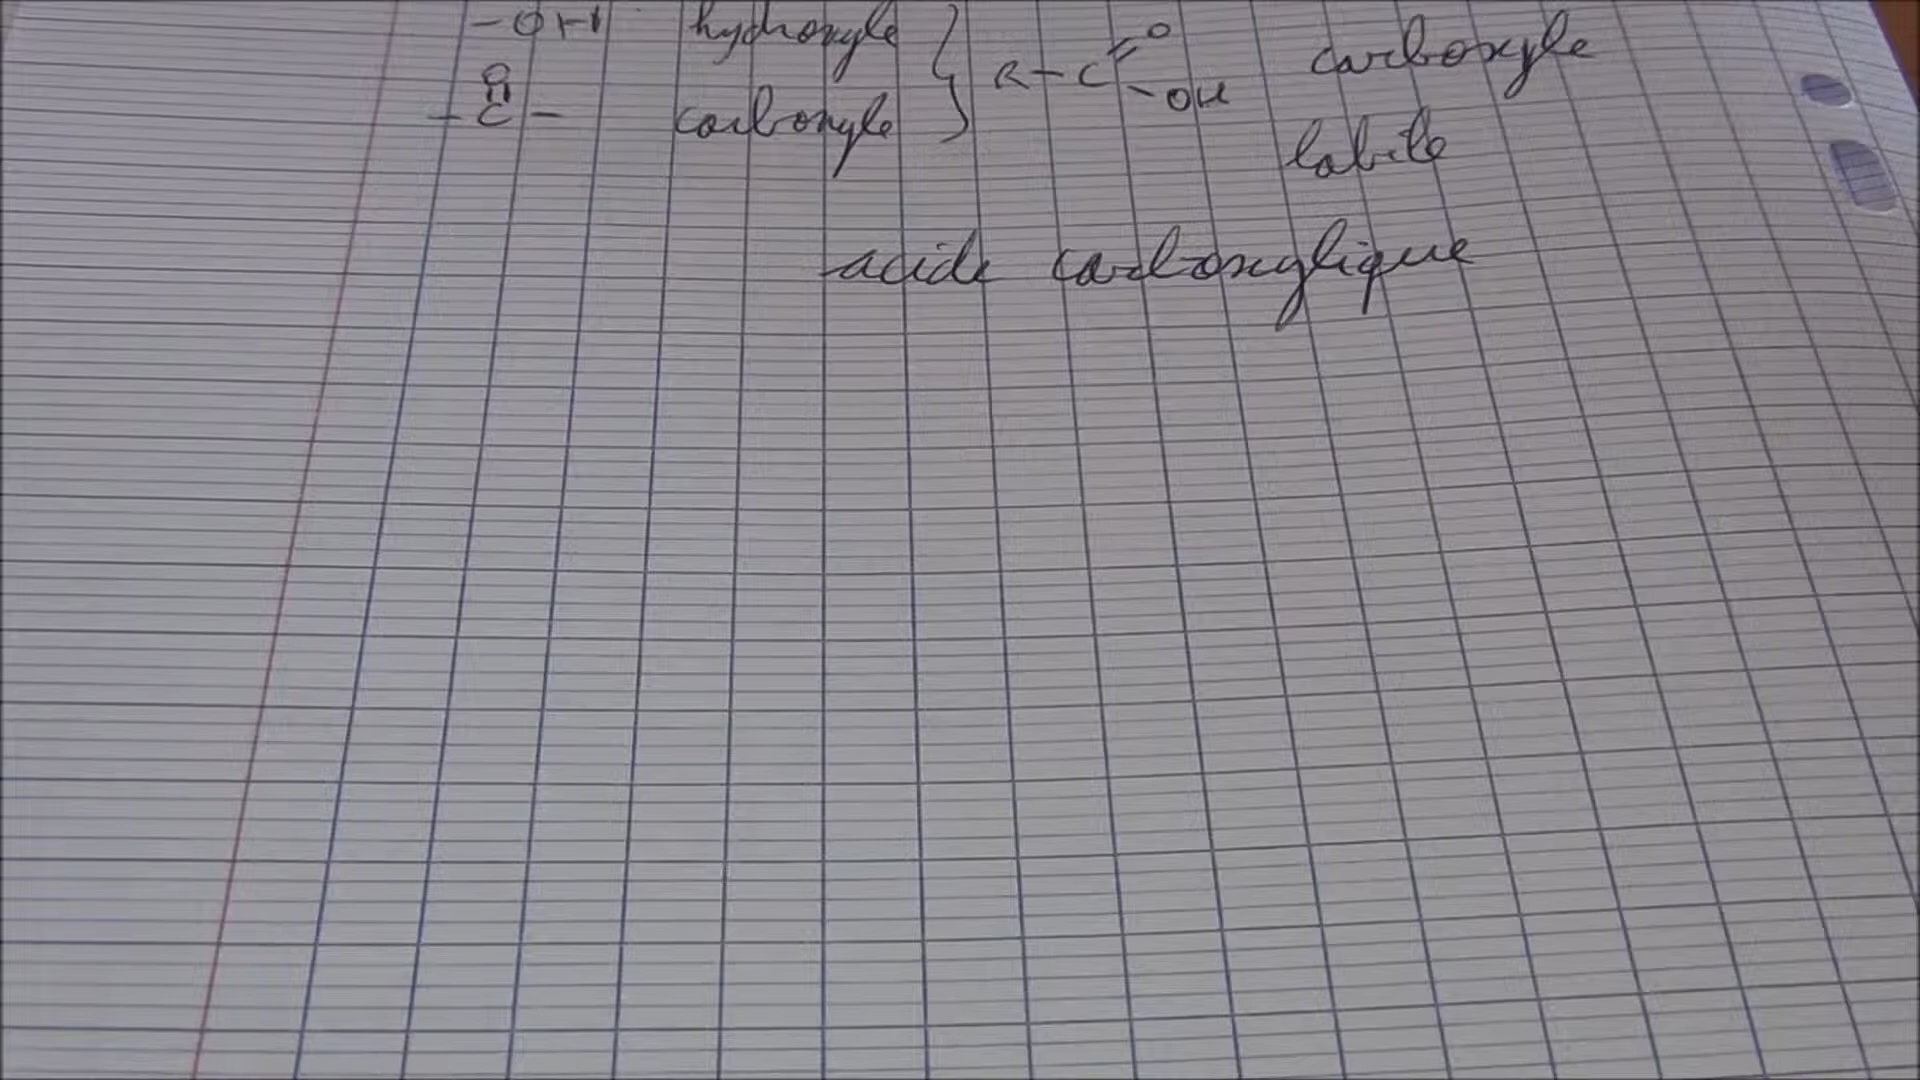 -OH hydroxyle } R-C=O carboxyle
O
-C- carbonyle -OH
labile
acide carboxylique